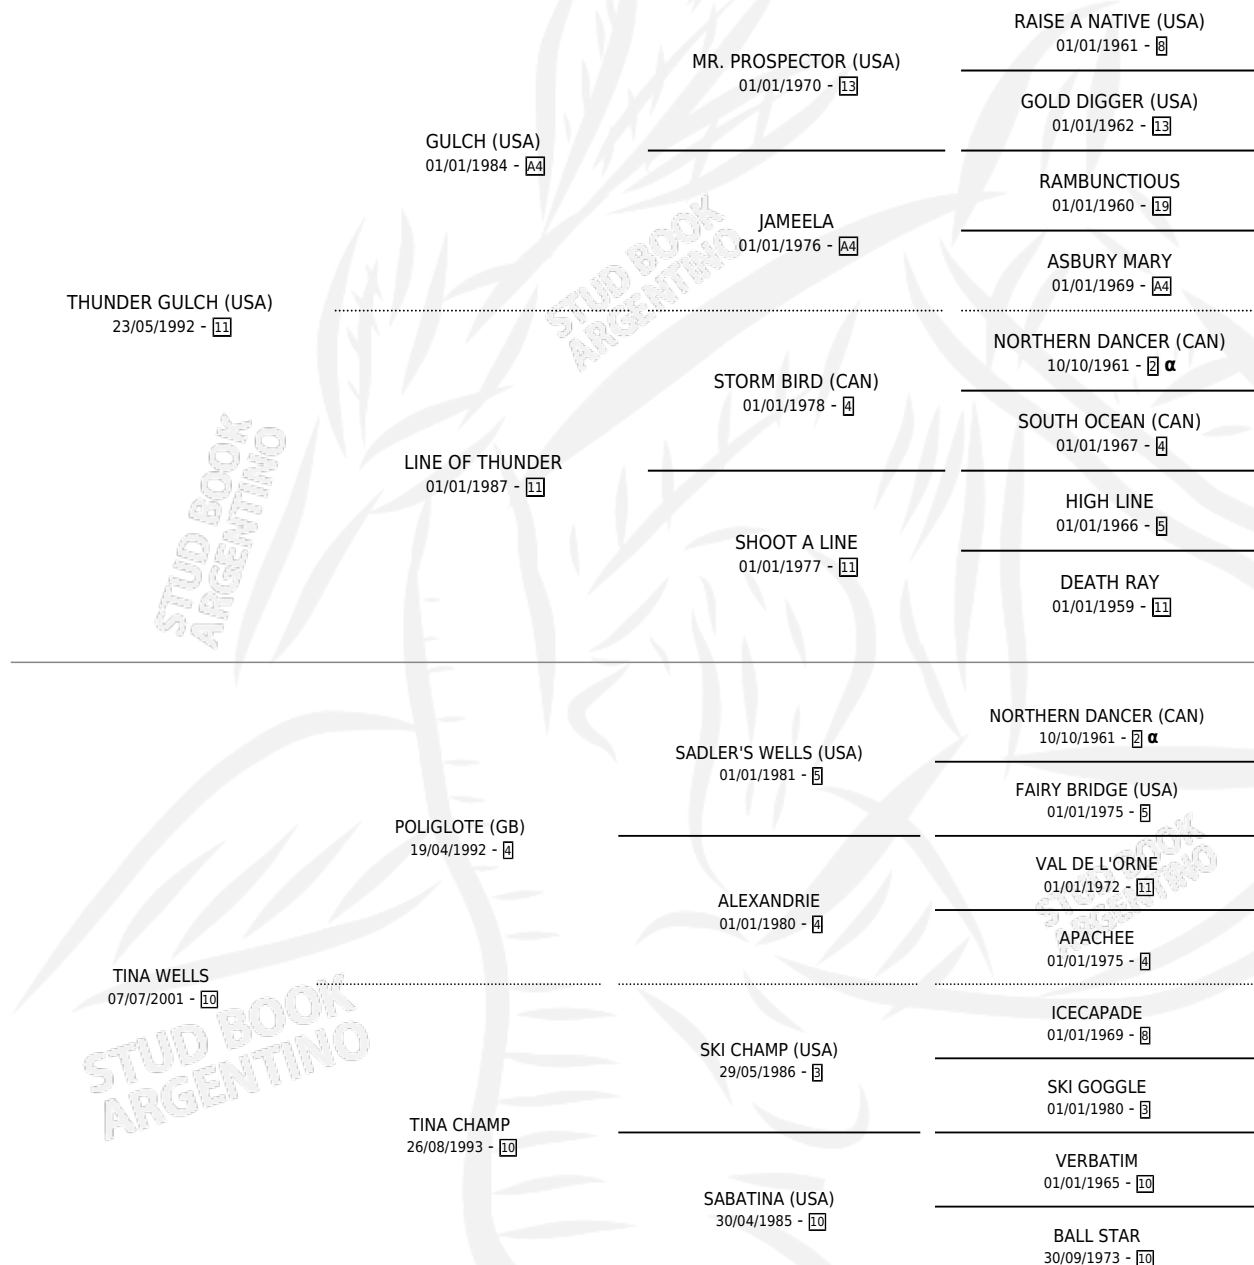 RAISE A NATIVE (USA)
01/01/1961 - 8
MR. PROSPECTOR (USA)
01/01/1970 - 13
GOLD DIGGER (USA)
01/01/1962 - 13
GULCH (USA)
01/01/1984 - A4
RAMBUNCTIOUS
01/01/1960 - 19
JAMEELA
01/01/1976 - A4
ASBURY MARY
01/01/1969 - A4
THUNDER GULCH (USA)
23/05/1992 - 11
NORTHERN DANCER (CAN)
10/10/1961 - 2 α
STORM BIRD (CAN)
01/01/1978 - 4
SOUTH OCEAN (CAN)
01/01/1967 - 4
LINE OF THUNDER
01/01/1987 - 11
HIGH LINE
01/01/1966 - 5
SHOOT A LINE
01/01/1977 - 11
DEATH RAY
01/01/1959 - 11
NORTHERN DANCER (CAN)
10/10/1961 - 2 α
SADLER'S WELLS (USA)
01/01/1981 - 5
FAIRY BRIDGE (USA)
01/01/1975 - 5
POLIGLOTE (GB)
19/04/1992 - 4
VAL DE L'ORNE
01/01/1972 - 11
ALEXANDRIE
01/01/1980 - 4
APACHEE
01/01/1975 - 4
TINA WELLS
07/07/2001 - 10
ICECAPADE
01/01/1969 - 8
SKI CHAMP (USA)
29/05/1986 - 3
SKI GOGGLE
01/01/1980 - 3
TINA CHAMP
26/08/1993 - 10
VERBATIM
01/01/1965 - 10
SABATINA (USA)
30/04/1985 - 10
BALL STAR
30/09/1973 - 10
STUD BOOK
ARGENTINO
STUD BOOK
ARGENTINO
STUD BOOK
ARGENTINO
STUD BOOK
ARGENTINO